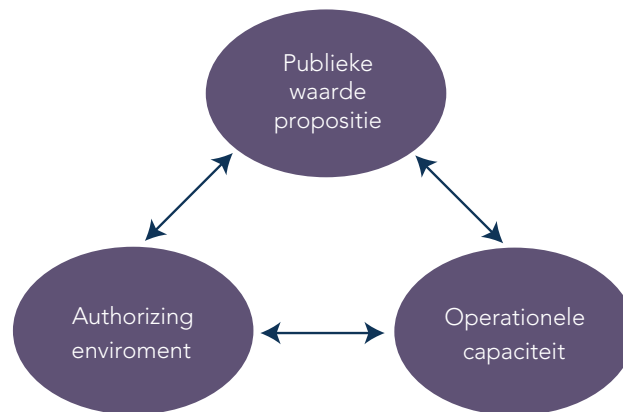 Publieke
waarde
propositie
Authorizing
enviroment
Operationele
capaciteit